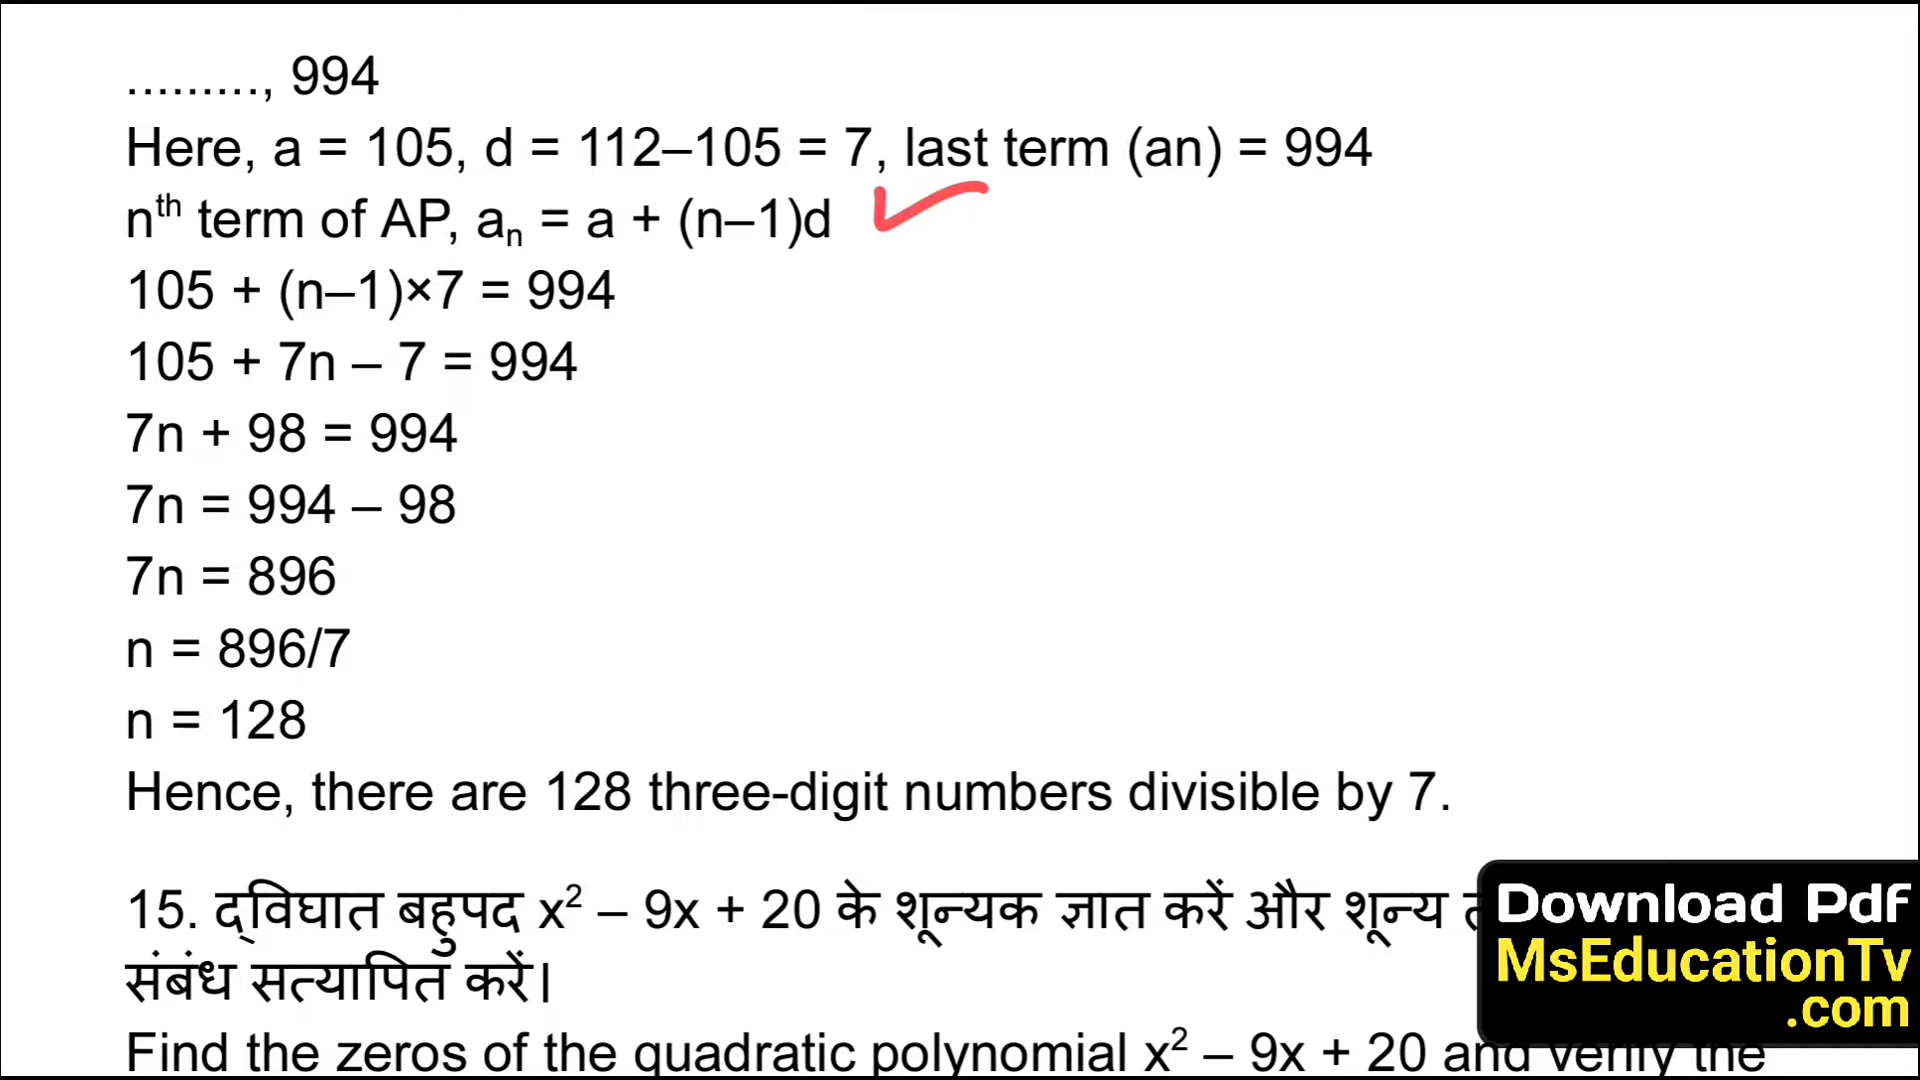 ........., 994
Here, a = 105, d = 112–105 = 7, last term (an) = 994
nth term of AP, an = a + (n–1)d
105 + (n–1)×7 = 994
105 + 7n – 7 = 994
7n + 98 = 994
7n = 994 – 98
7n = 896
n = 896/7
n = 128
Hence, there are 128 three-digit numbers divisible by 7.
15. द्विघात बहुपद x² – 9x + 20 के शून्यक ज्ञात करें और शून्य
संबंध सत्यापित करें।
Find the zeros of the quadratic polynomial x² – 9x + 20 and verify the
Download Pdf
MsEducationTv
.com